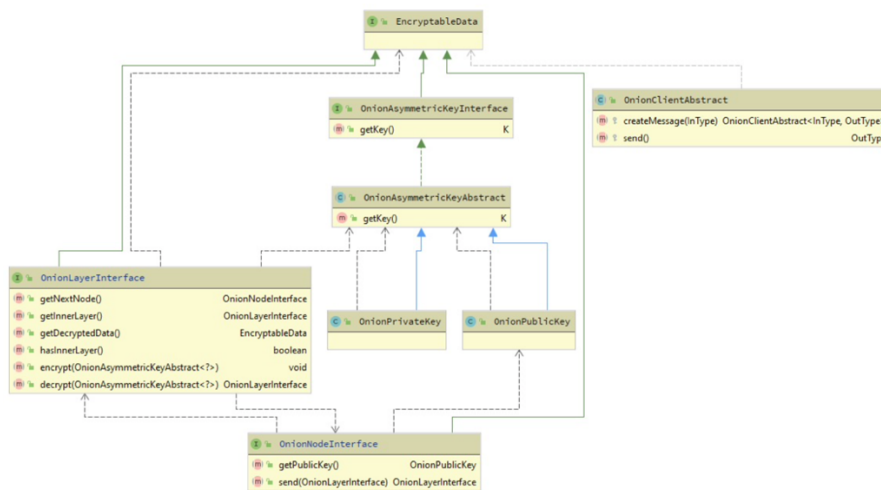 EncryptableData
OnionAsymmetricKeyInterface
getKey() K
OnionClientAbstract
createMessage(InType) OnionClientAbstract<InType, OutType>
send() OutType
OnionAsymmetricKeyAbstract
getKey() K
OnionLayerInterface
getNextNode() OnionNodeInterface
getInnerLayer() OnionLayerInterface
getDecryptedData() EncryptableData
hasInnerLayer() boolean
encrypt(OnionAsymmetricKeyAbstract<?>) void
decrypt(OnionAsymmetricKeyAbstract<?>) OnionLayerInterface
OnionPrivateKey
OnionPublicKey
OnionNodeInterface
getPublicKey() OnionPublicKey
send(OnionLayerInterface) OnionLayerInterface